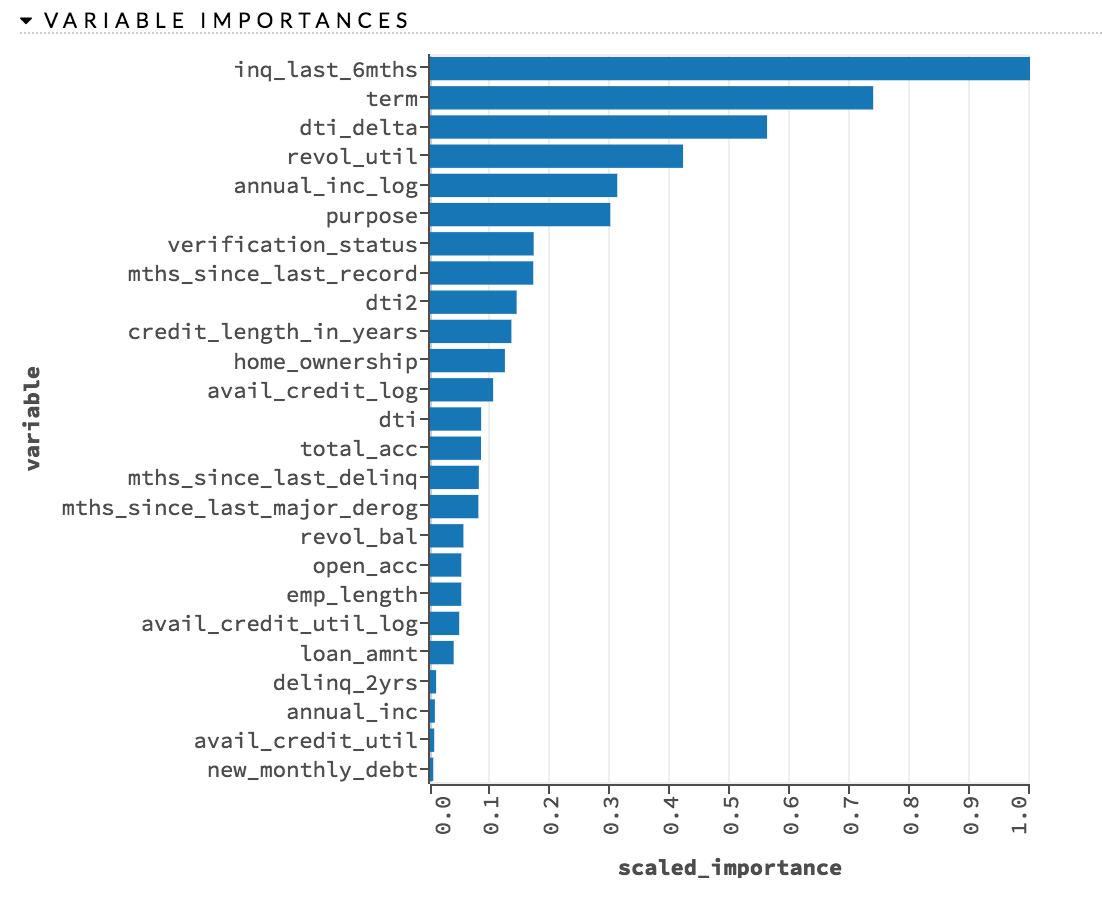 VARIABLE IMPORTANCES
inq_last_6mths
term
dti_delta
revol_util
annual_inc_log
purpose
verification_status
mths_since_last_record
dti2
credit_length_in_years
home_ownership
avail_credit_log
dti
total_acc
mths_since_last_delinq
mths_since_last_major_derog
revol_bal
open_acc
emp_length
avail_credit_util_log
loan_amnt
delinq_2yrs
annual_inc
avail_credit_util
new_monthly_debt
variable
0.0 0.1 0.2 0.3 0.4 0.5 0.6 0.7 0.8 0.9 1.0
scaled_importance